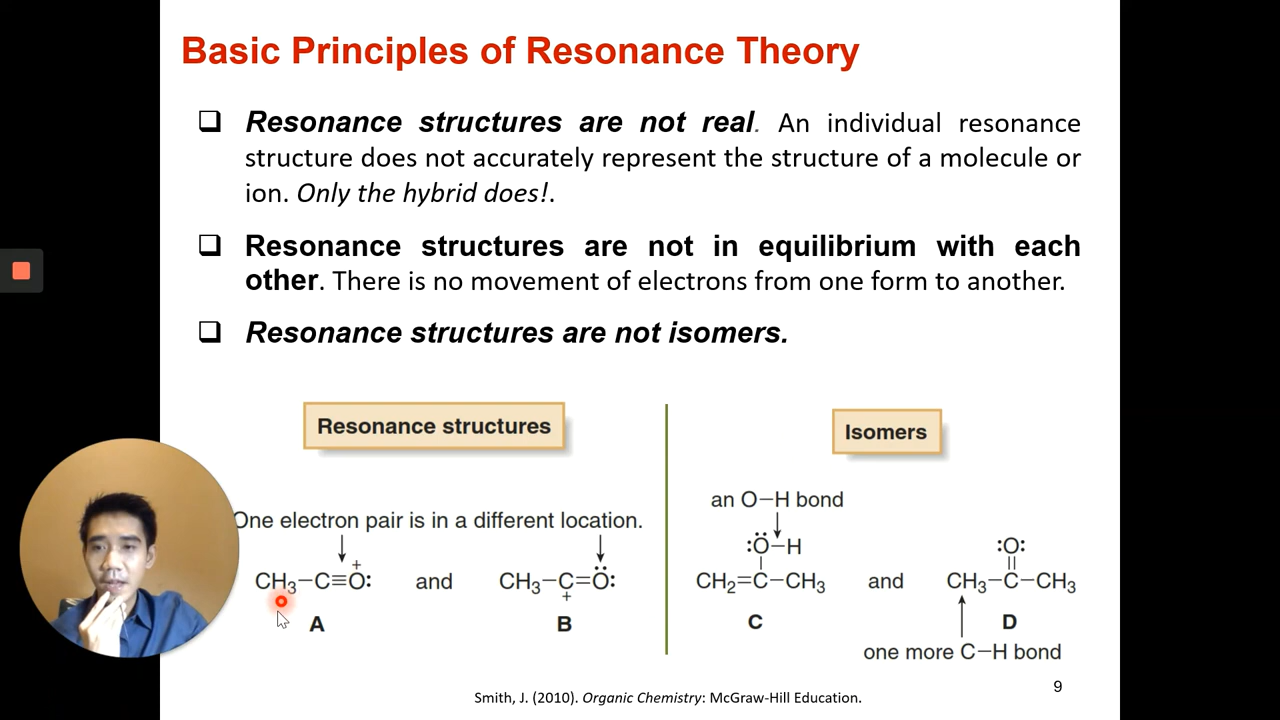 Basic Principles of Resonance Theory
❑ Resonance structures are not real. An individual resonance
structure does not accurately represent the structure of a molecule or
ion. Only the hybrid does!.
❑ Resonance structures are not in equilibrium with each
other. There is no movement of electrons from one form to another.
❑ Resonance structures are not isomers.
Resonance structures
One electron pair is in a different location.
CH₃−C≡Ö⁺: and CH₃−C⁺=Ö:
A B
Isomers
an O−H bond
:Ö−H :O:
CH₂=C−CH₃ and CH₃−C−CH₃
C D
one more C−H bond
9
Smith, J. (2010). Organic Chemistry: McGraw-Hill Education.